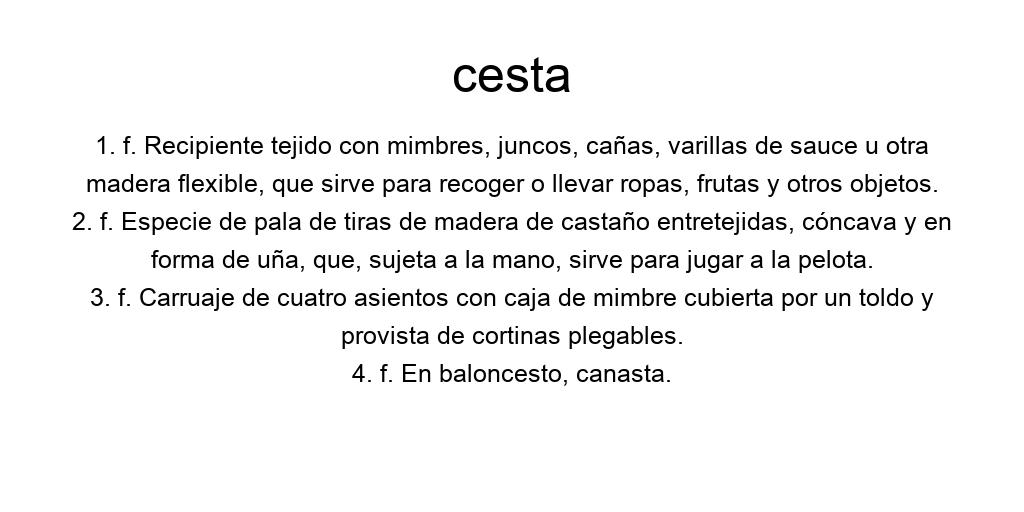 cesta
1. f. Recipiente tejido con mimbres, juncos, cañas, varillas de sauce u otra
madera flexible, que sirve para recoger o llevar ropas, frutas y otros objetos.
2. f. Especie de pala de tiras de madera de castaño entretejidas, cóncava y en
forma de uña, que, sujeta a la mano, sirve para jugar a la pelota.
3. f. Carruaje de cuatro asientos con caja de mimbre cubierta por un toldo y
provista de cortinas plegables.
4. f. En baloncesto, canasta.